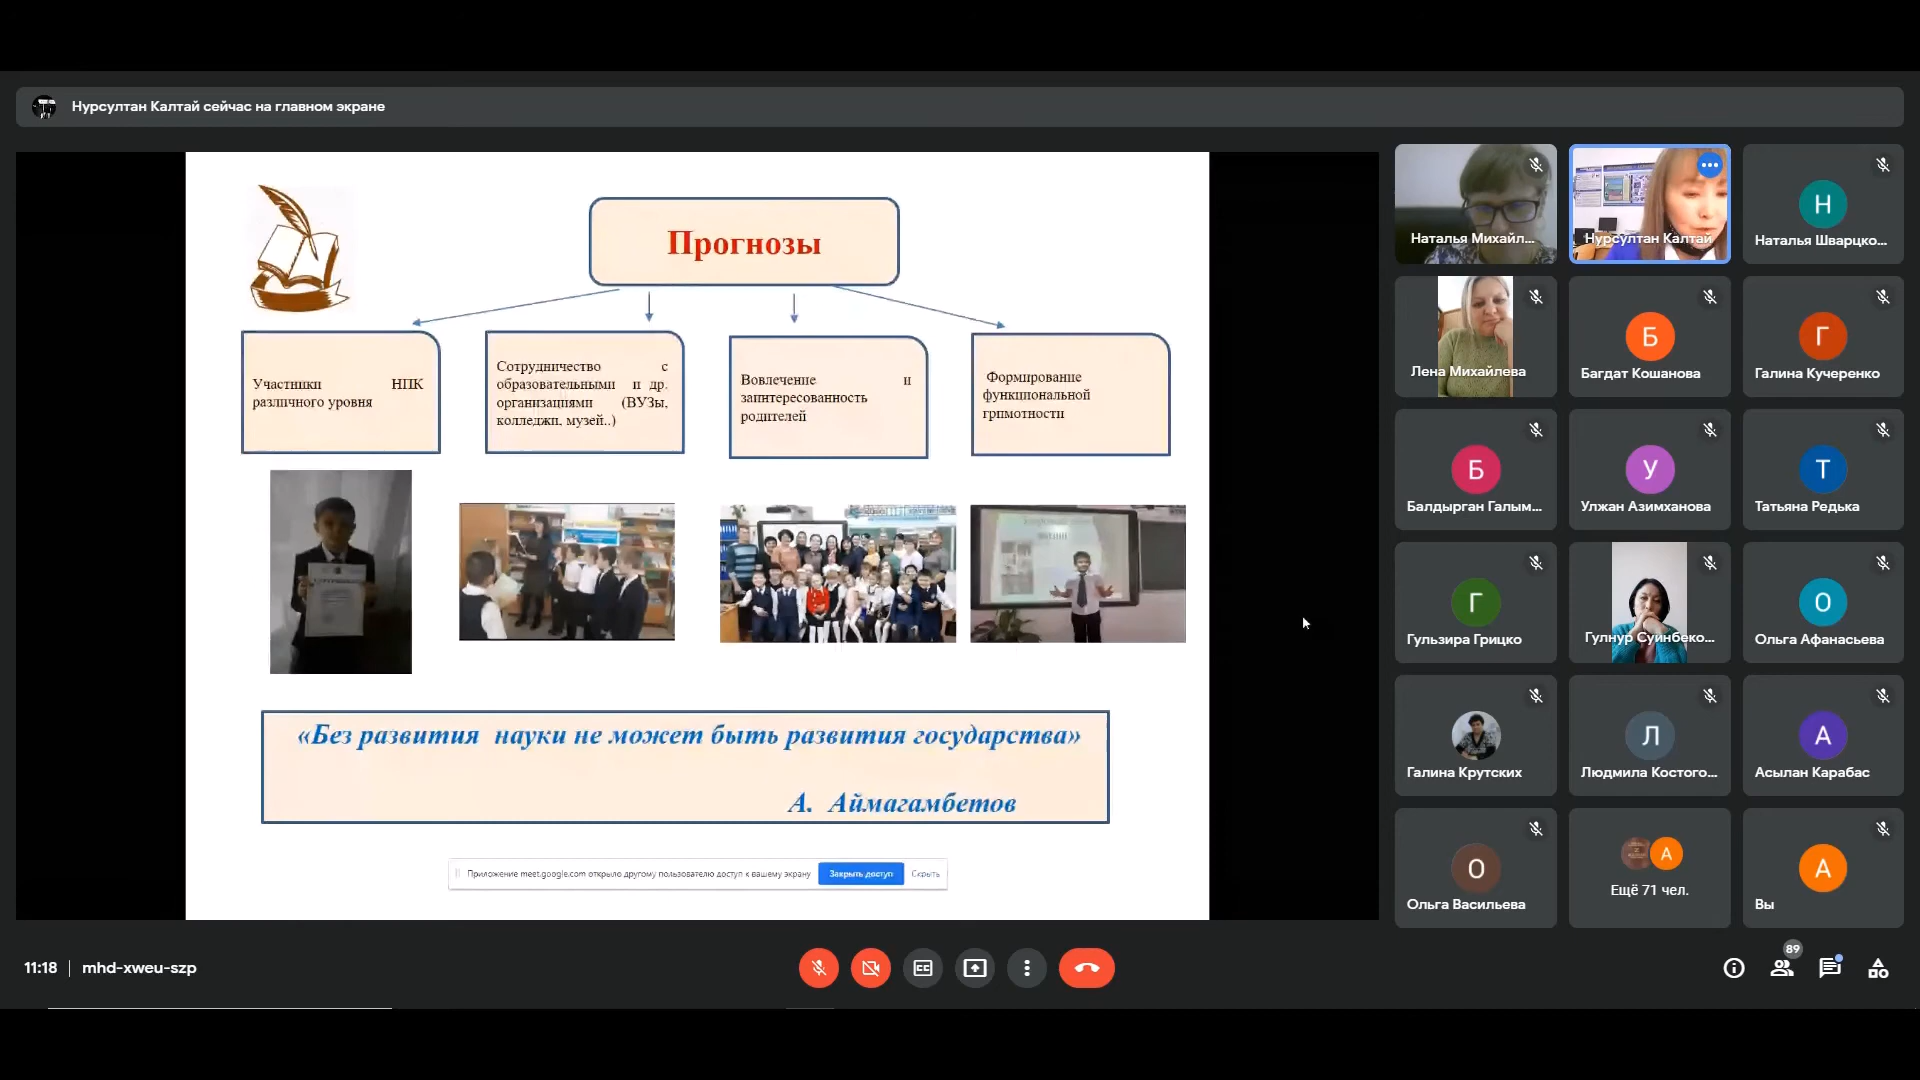 Нурсултан Калтай сейчас на главном экране
Прогнозы
Участники НПК
различного уровня
Сотрудничество с
образовательными и др.
организациями (ВУЗы,
колледжи, музей..)
Вовлечение и
заинтересованность
родителей
Формирование
функциональной
грамотности
«Без развития науки не может быть развития государства»
А. Аймагамбетов
Приложение meet.google.com открыло другому пользователю доступ к вашему экрану
Закрыть доступ
Скрыть
Наталья Михайл...
Нурсултан Калтай
Н
Наталья Шварцко...
Лена Михайлева
Б
Багдат Кошанова
Г
Галина Кучеренко
Б
Балдырган Галым...
У
Улжан Азимханова
Т
Татьяна Редька
Г
Гульзира Грицко
Гулнур Суинбеко...
О
Ольга Афанасьева
Галина Крутских
Л
Людмила Костого...
А
Асылан Карабас
О
Ольга Васильева
А
Ещё 71 чел.
А
Вы
11:18 | mhd-xweu-szp
89